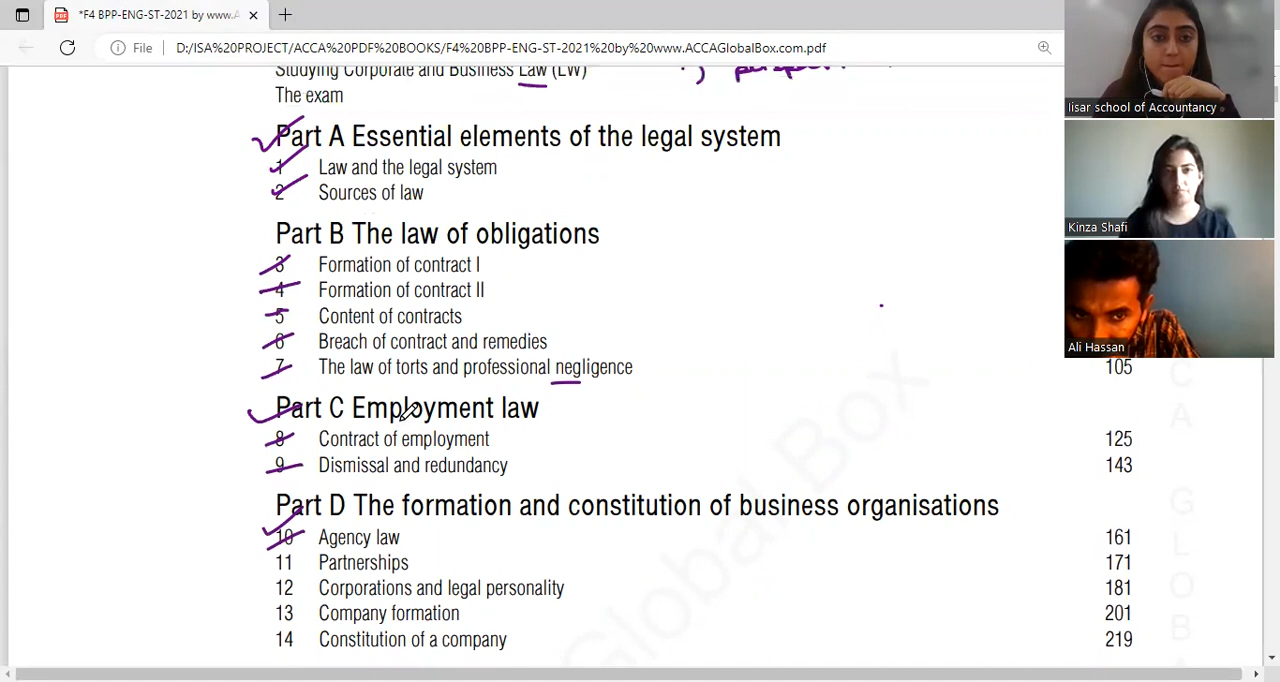 *F4 BPP-ENG-ST-2021 by www.A
File
D:/ISA%20PROJECT/ACCA%20PDF%20BOOKS/F4%20BPP-ENG-ST-2021%20by%20www.ACCAGlobalBox.com.pdf
Studying Corporate and Business Law (LW)
The exam
Part A Essential elements of the legal system
1 Law and the legal system
2 Sources of law
Part B The law of obligations
3 Formation of contract I
4 Formation of contract II
5 Content of contracts
6 Breach of contract and remedies
7 The law of torts and professional negligence 105
Part C Employment law
8 Contract of employment 125
9 Dismissal and redundancy 143
Part D The formation and constitution of business organisations
10 Agency law 161
11 Partnerships 171
12 Corporations and legal personality 181
13 Company formation 201
14 Constitution of a company 219
Iisar school of Accountancy
Kinza Shafi
Ali Hassan
Global Box
C
A
G
L
O
B